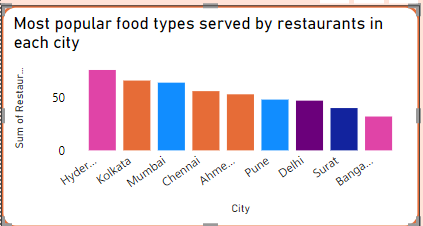 Most popular food types served by restaurants in
each city
Sum of Restaur...
50
0
Hyder...
Kolkata
Mumbai
Chennai
Ahme...
Pune
Delhi
Surat
Banga...
City